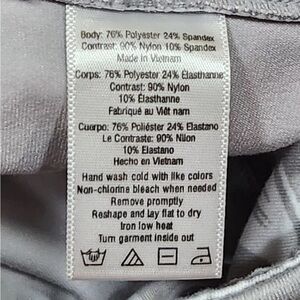 Body: 76% Polyester 24% Spandex
Contrast: 90% Nylon 10% Spandex
Made in Vietnam
Corps: 76% Polyester 24% Élasthanne
Contrast: 90% Nylon
10% Élasthanne
Fabriqué au Viêt nam
Cuerpo: 76% Poliéster 24% Elastano
Le Contraste: 90% Nilon
10% Elastano
Hecho en Vietnam
Hand wash cold with like colors
Non-chlorine bleach when needed
Remove promptly
Reshape and lay flat to dry
Iron low heat
Turn garment inside out